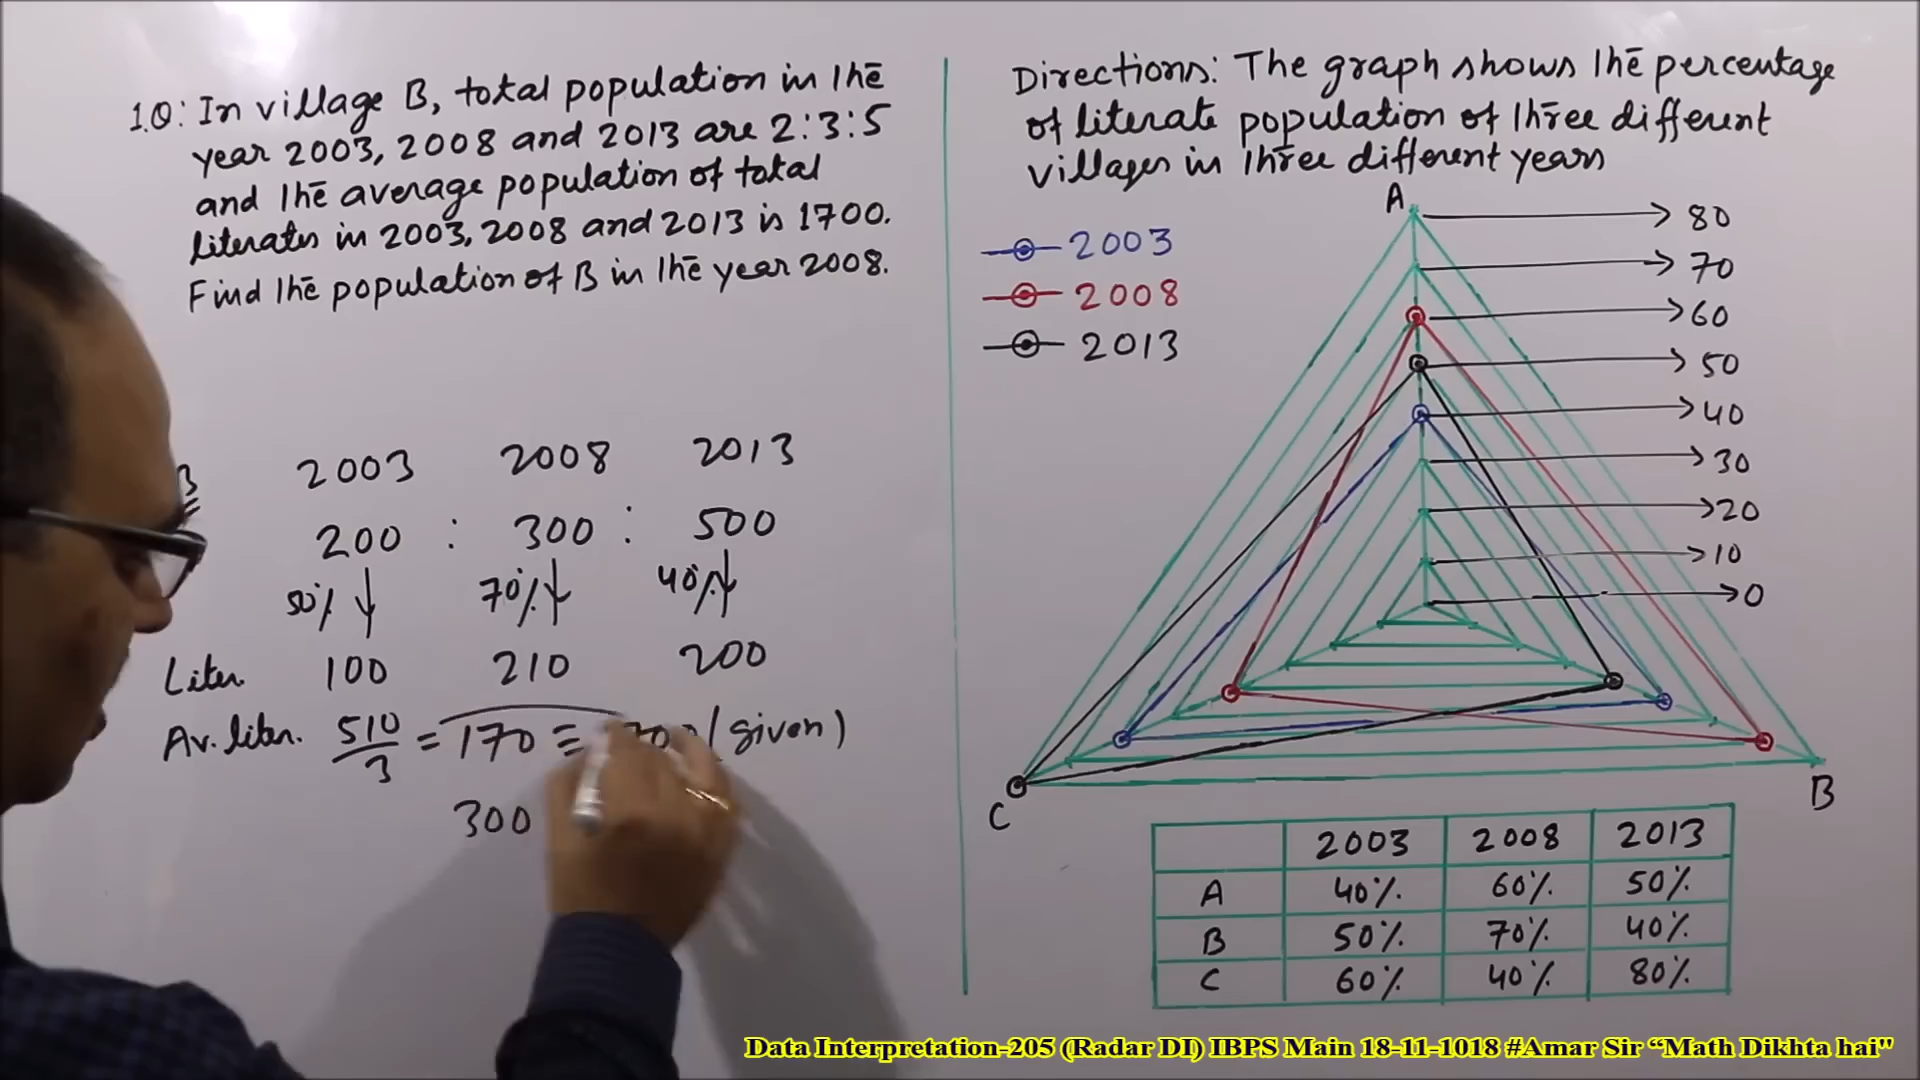 1.Q: In village B, total population in the
year 2003, 2008 and 2013 are 2:3:5
and the average population of total
literates in 2003, 2008 and 2013 is 1700.
Find the population of B in the year 2008.
B 2003 2008 2013
200 : 300 : 500
50% 70% 40%
Liter. 100 210 200
Av. liter. 510/3 = 170 ≡ (given)
300
Directions: The graph shows the percentage
of literate population of three different
villages in three different years
2003
2008
2013
A
80
70
60
50
40
30
20
10
0
C B
2003 2008 2013
A 40% 60% 50%
B 50% 70% 40%
C 60% 40% 80%
Data Interpretation-205 (Radar DI) IBPS Main 18-11-1018 #Amar Sir “Math Dikhta hai"